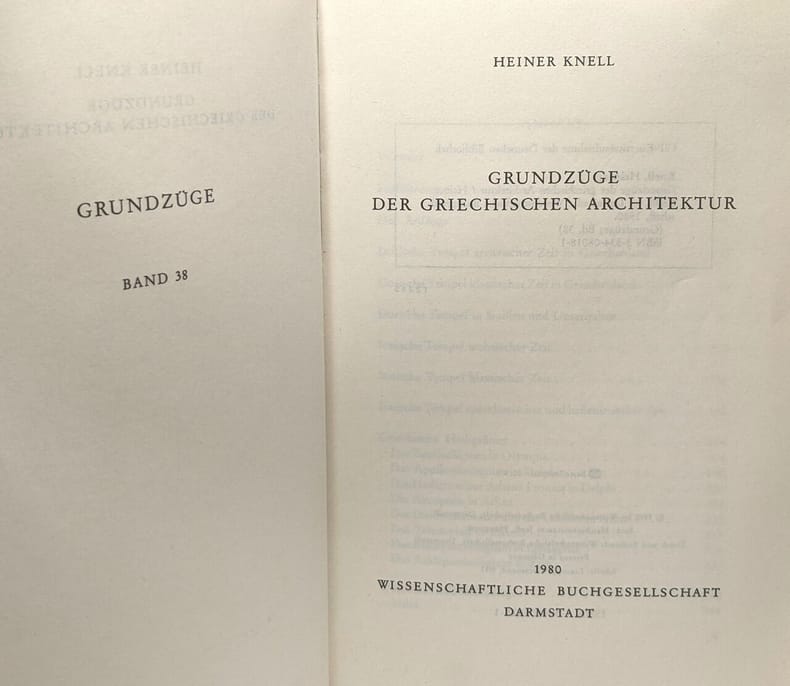 GRUNDZÜGE
BAND 38
HEINER KNELL
GRUNDZÜGE
DER GRIECHISCHEN ARCHITEKTUR
1980
WISSENSCHAFTLICHE BUCHGESELLSCHAFT
DARMSTADT